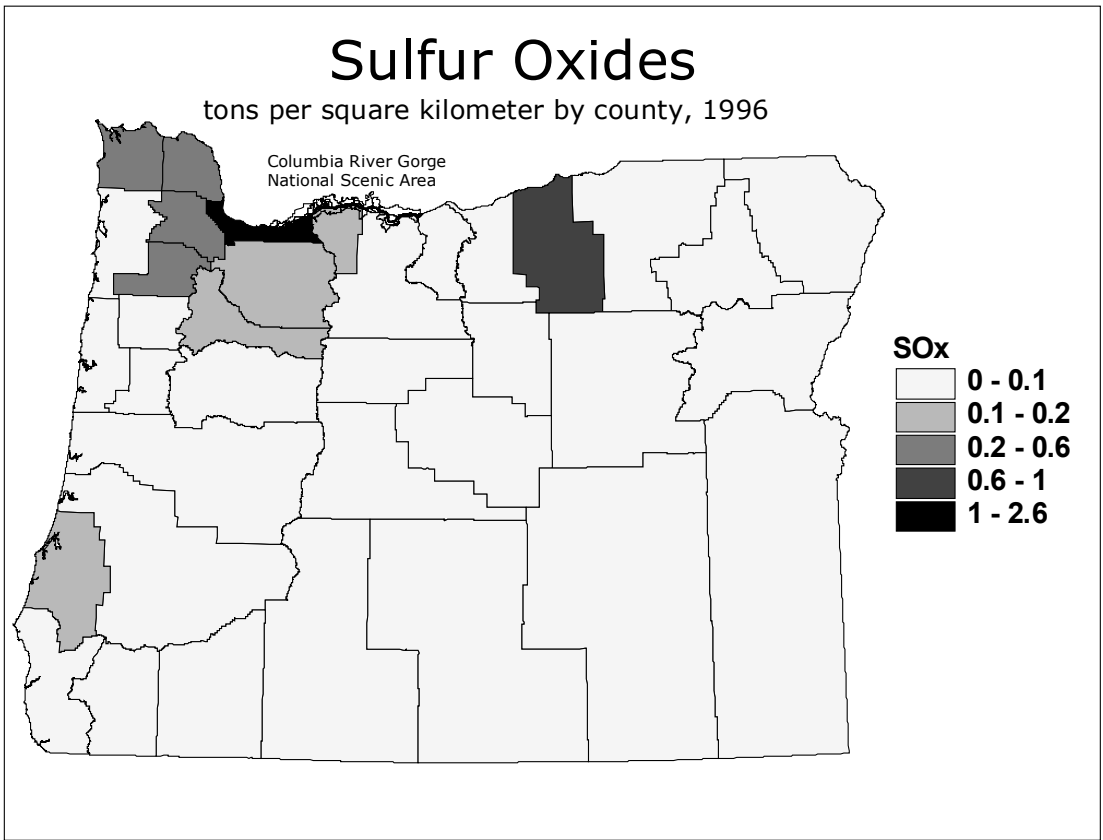 Sulfur Oxides
tons per square kilometer by county, 1996
Columbia River Gorge
National Scenic Area
SOx
0 - 0.1
0.1 - 0.2
0.2 - 0.6
0.6 - 1
1 - 2.6